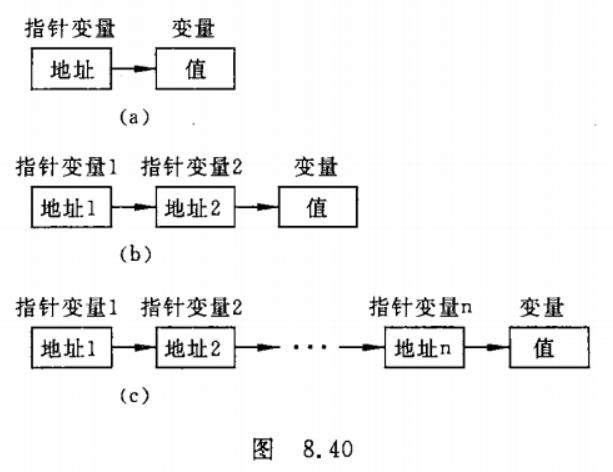 指针变量 变量
地址 值
(a)
指针变量1 指针变量2 变量
地址1 地址2 值
(b)
指针变量1 指针变量2 指针变量n 变量
地址1 地址2 ··· 地址n 值
(c)
图 8.40